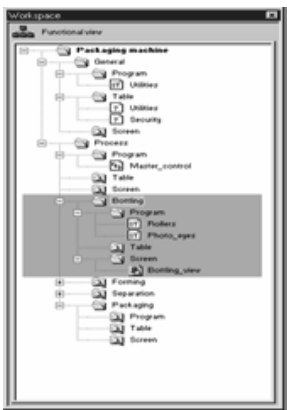 Workspace
Functional view
Packaging machine
General
Program
Utilities
Table
Utilities
Security
Screen
Process
Program
Master_control
Table
Screen
Bottling
Program
Rollers
Photo_eyes
Table
Screen
Bottling_view
Forming
Separation
Packaging
Program
Table
Screen